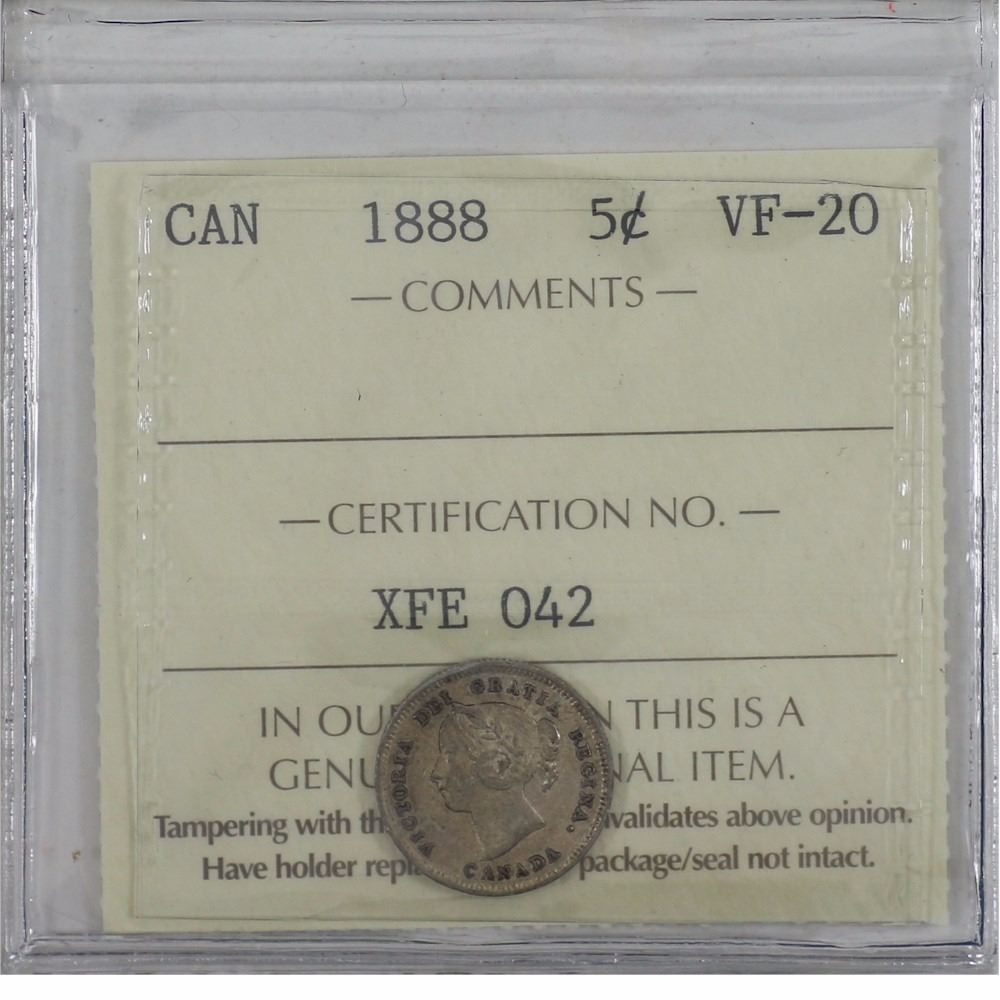 CAN 1888 5¢ VF-20
— COMMENTS —
— CERTIFICATION NO. —
XFE 042
IN OU N THIS IS A
GENU NAL ITEM.
Tampering with th nvalidates above opinion.
Have holder repl package/seal not intact.
VICTORIA DEI GRATIA REGINA.
CANADA